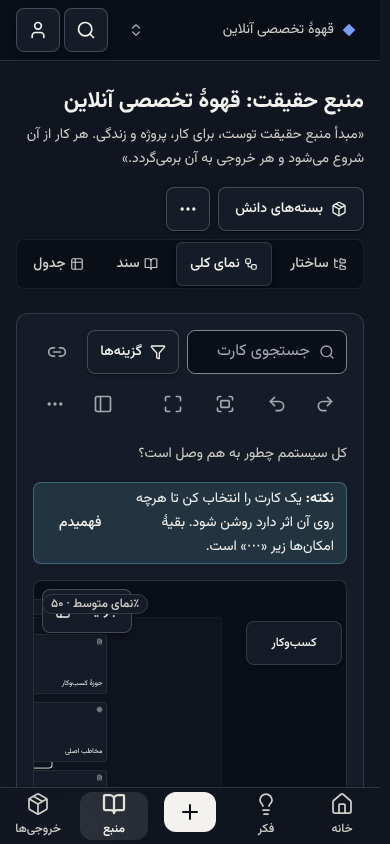 قهوهٔ تخصصی آنلاین
منبع حقیقت: قهوهٔ تخصصی آنلاین
«مبدأ منبع حقیقت توست، برای کار، پروژه و زندگی. هر کار از آن
شروع می‌شود و هر خروجی به آن برمی‌گردد.»
بسته‌های دانش
ساختار
نمای کلی
سند
جدول
جستجوی کارت
گزینه‌ها
کل سیستمم چطور به هم وصل است؟
نکته: یک کارت را انتخاب کن تا هرچه
روی آن اثر دارد روشن شود. بقیهٔ
امکان‌ها زیر «···» است.
فهمیدم
نمای متوسط · ۵۰٪
کسب‌وکار
حوزهٔ کسب‌وکار
مخاطب اصلی
خانه
فکر
منبع
خروجی‌ها